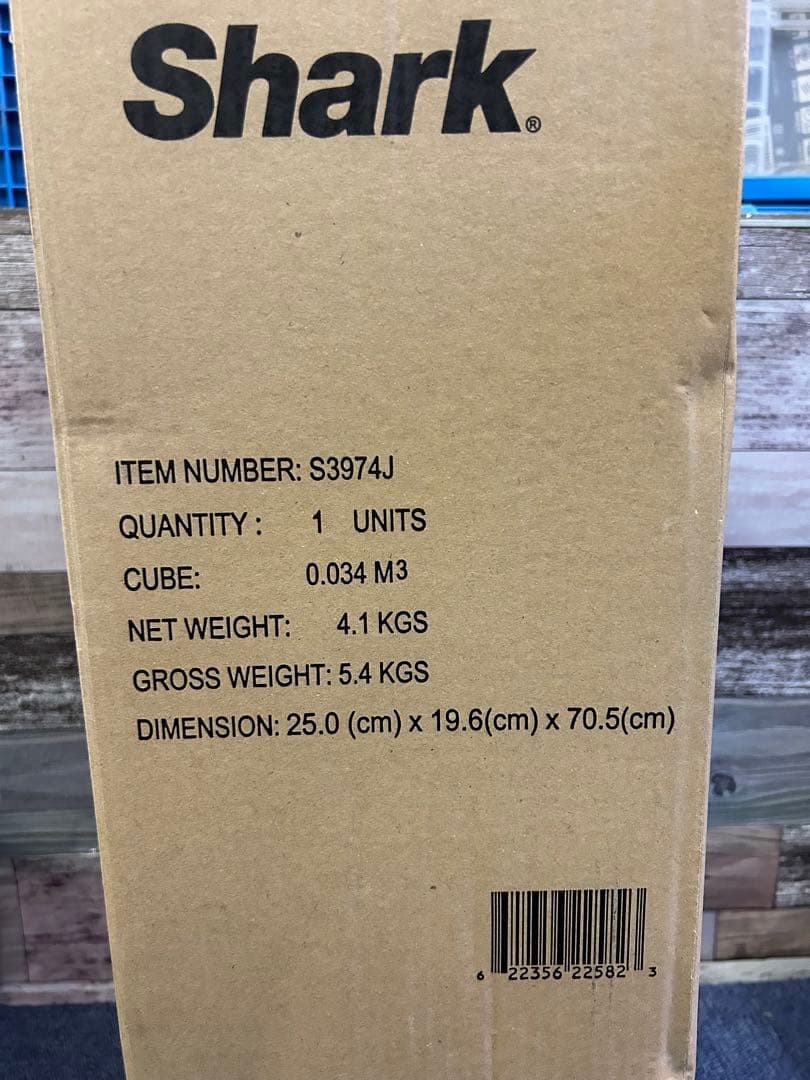 Shark®
ITEM NUMBER: S3974J
QUANTITY: 1 UNITS
CUBE: 0.034 M3
NET WEIGHT: 4.1 KGS
GROSS WEIGHT: 5.4 KGS
DIMENSION: 25.0 (cm) x 19.6(cm) x 70.5(cm)
6 22356 22582 3